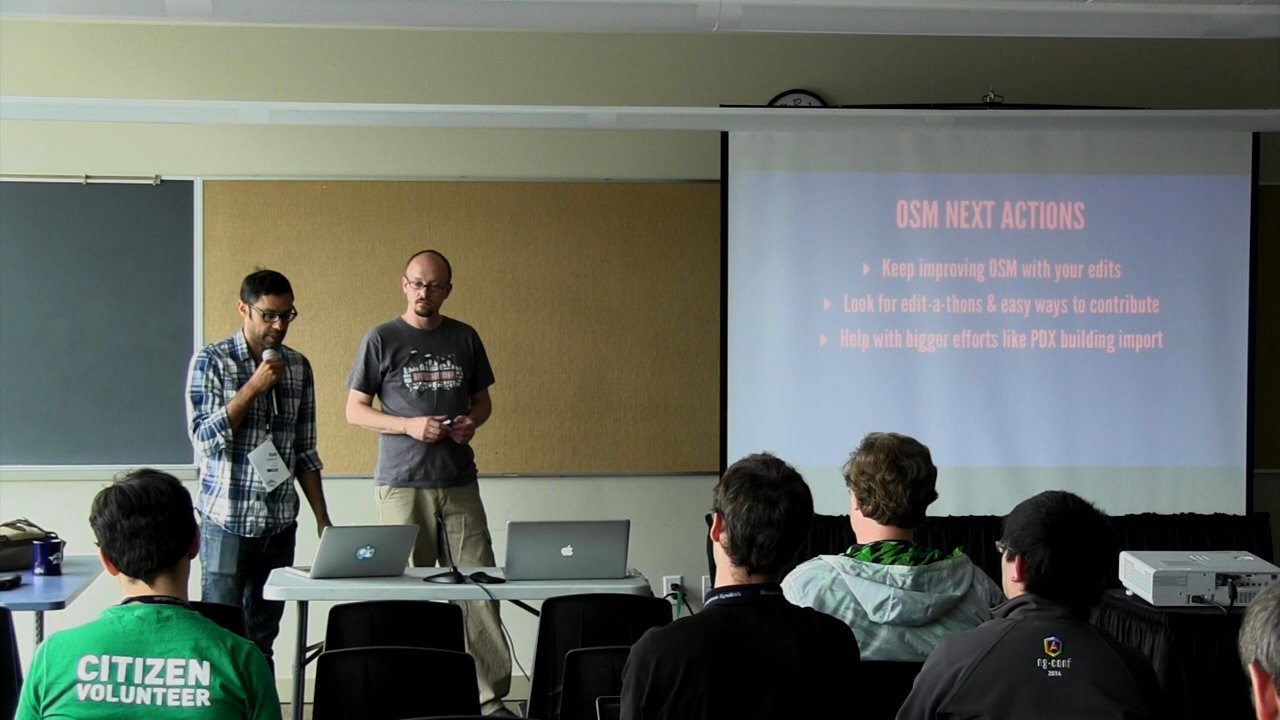 OSM NEXT ACTIONS
Keep improving OSM with your edits
Look for edit-a-thons & easy ways to contribute
Help with bigger efforts like PDX building import
CITIZEN
VOLUNTEER
ng-conf
2014